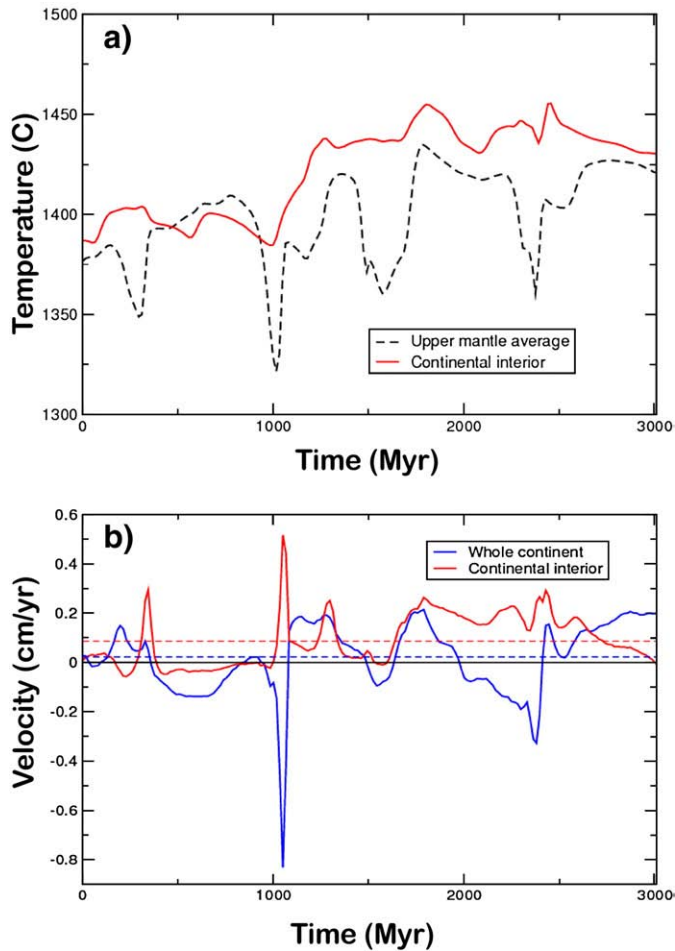 a)
1500
1450
1400
1350
1300
Temperature (C)
Upper mantle average
Continental interior
0
1000
2000
3000
Time (Myr)
b)
0.6
0.4
0.2
0
-0.2
-0.4
-0.6
-0.8
Velocity (cm/yr)
Whole continent
Continental interior
0
1000
2000
3000
Time (Myr)